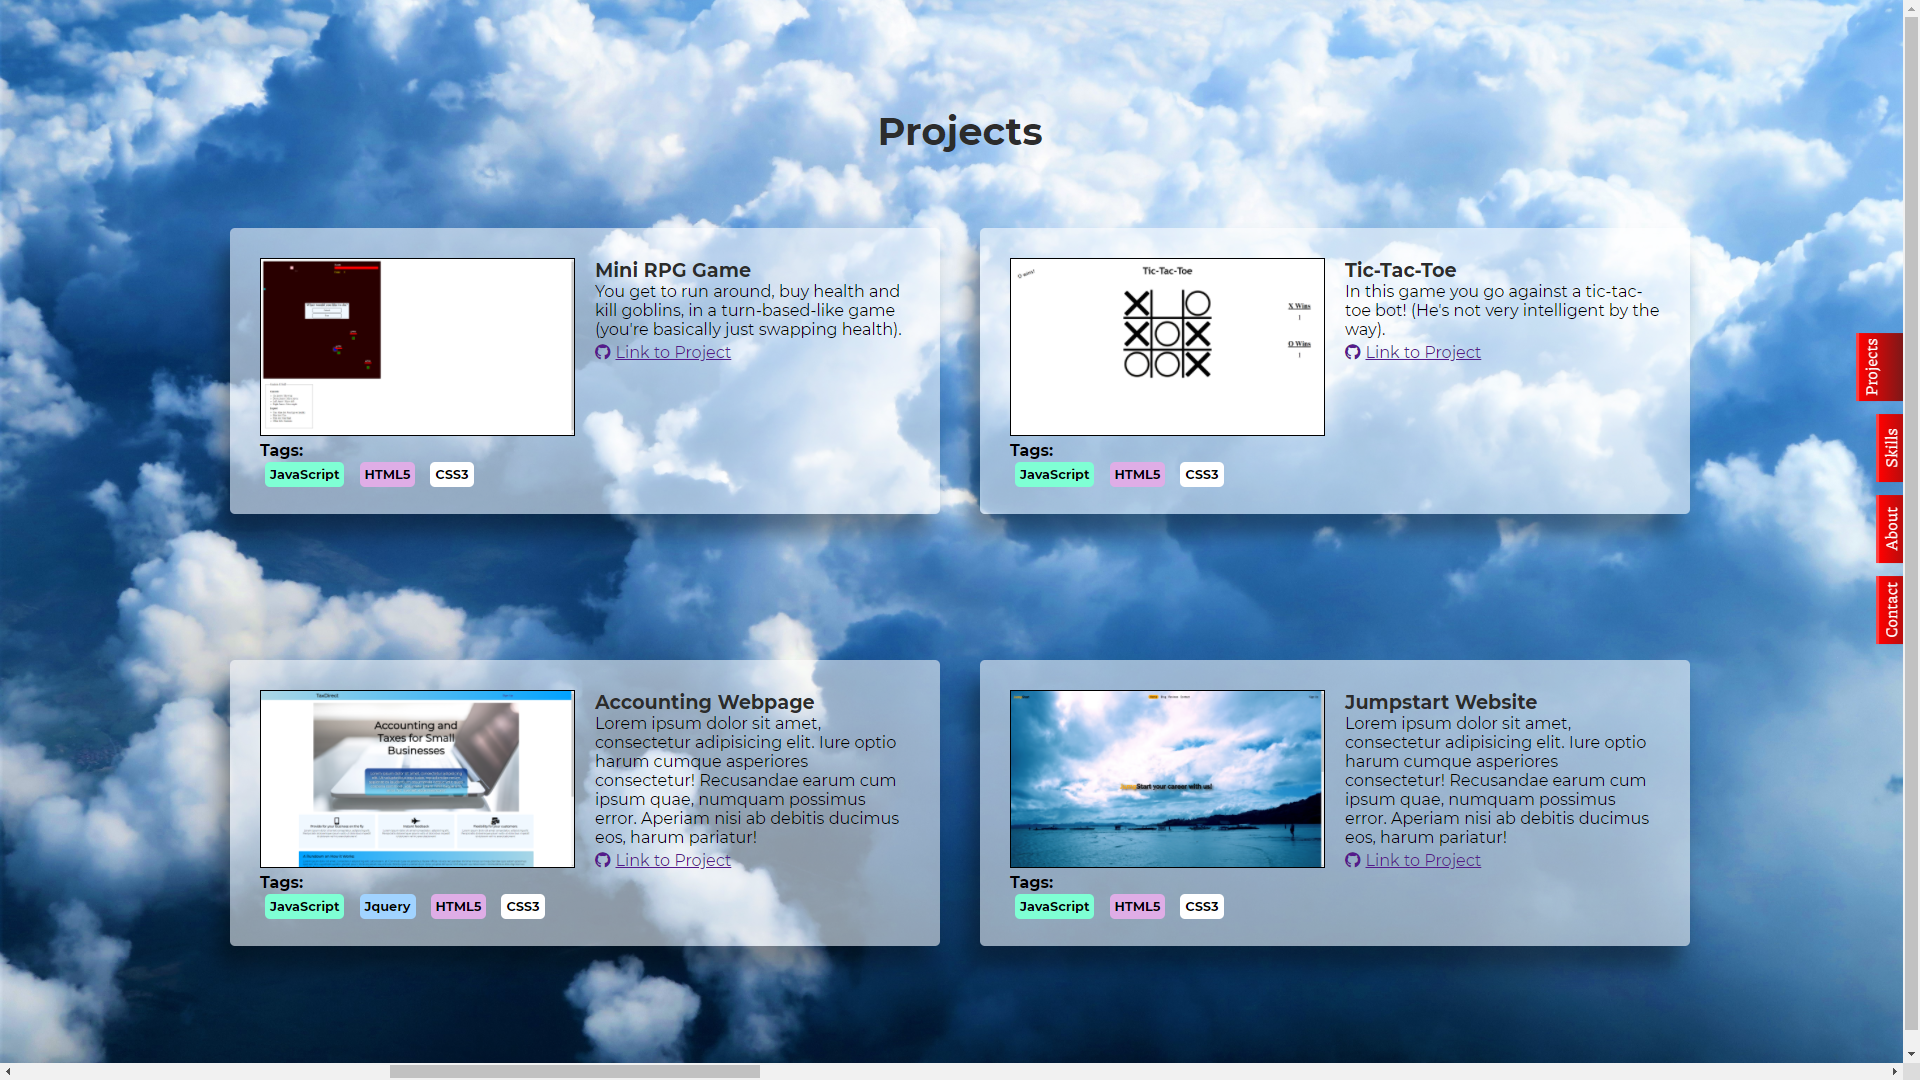 Projects
Mini RPG Game
You get to run around, buy health and
kill goblins, in a turn-based-like game
(you're basically just swapping health).
Link to Project
Tags:
JavaScript HTML5 CSS3
O wins!
Tic-Tac-Toe
X Wins
1
O Wins
1
Tic-Tac-Toe
In this game you go against a tic-tac-
toe bot! (He's not very intelligent by the
way).
Link to Project
Tags:
JavaScript HTML5 CSS3
Projects
Skills
About
Contact
TaxDirect
Accounting and
Taxes for Small
Businesses
Accounting Webpage
Lorem ipsum dolor sit amet,
consectetur adipisicing elit. Iure optio
harum cumque asperiores
consectetur! Recusandae earum cum
ipsum quae, numquam possimus
error. Aperiam nisi ab debitis ducimus
eos, harum pariatur!
Link to Project
Tags:
JavaScript Jquery HTML5 CSS3
Start your career with us!
Jumpstart Website
Lorem ipsum dolor sit amet,
consectetur adipisicing elit. Iure optio
harum cumque asperiores
consectetur! Recusandae earum cum
ipsum quae, numquam possimus
error. Aperiam nisi ab debitis ducimus
eos, harum pariatur!
Link to Project
Tags:
JavaScript HTML5 CSS3